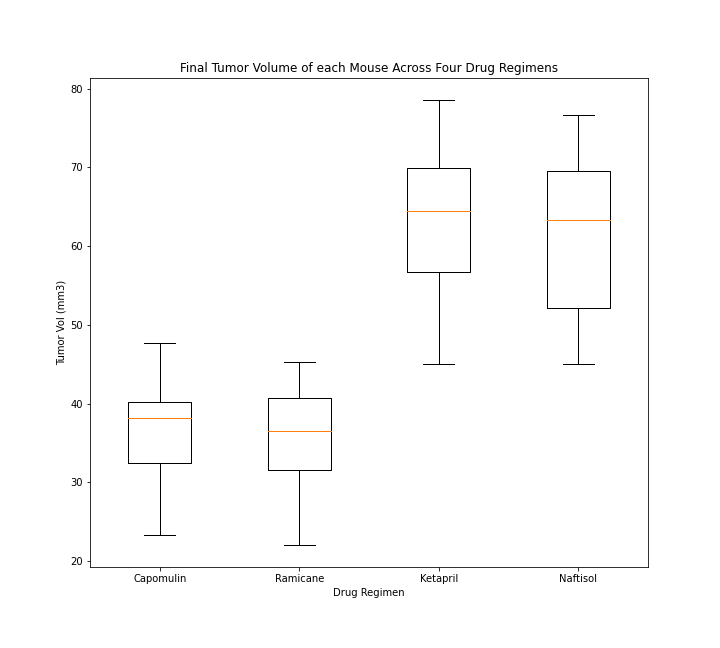 Final Tumor Volume of each Mouse Across Four Drug Regimens
80
70
60
50
40
30
20
Tumor Vol (mm3)
Capomulin Ramicane Ketapril Naftisol
Drug Regimen